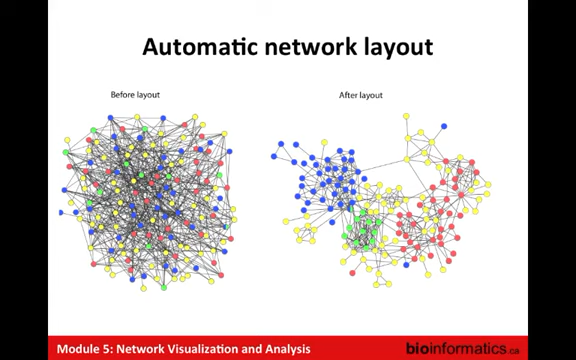 Automatic network layout
Before layout
After layout
Module 5: Network Visualization and Analysis
bioinformatics.ca